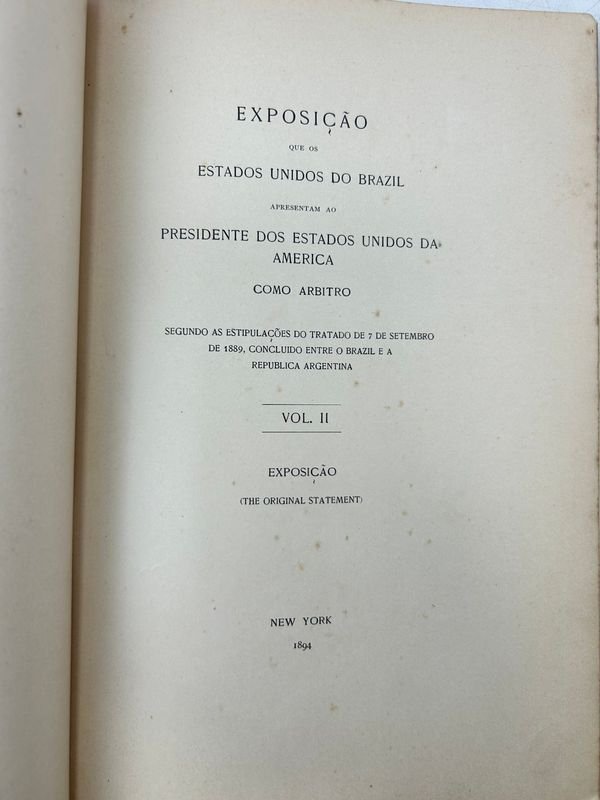 EXPOSIÇÃO
QUE OS
ESTADOS UNIDOS DO BRAZIL
APRESENTAM AO
PRESIDENTE DOS ESTADOS UNIDOS DA
AMERICA
COMO ARBITRO
SEGUNDO AS ESTIPULAÇÕES DO TRATADO DE 7 DE SETEMBRO
DE 1889, CONCLUIDO ENTRE O BRAZIL E A
REPUBLICA ARGENTINA
VOL. II
EXPOSIÇÃO
(THE ORIGINAL STATEMENT)
NEW YORK
1894